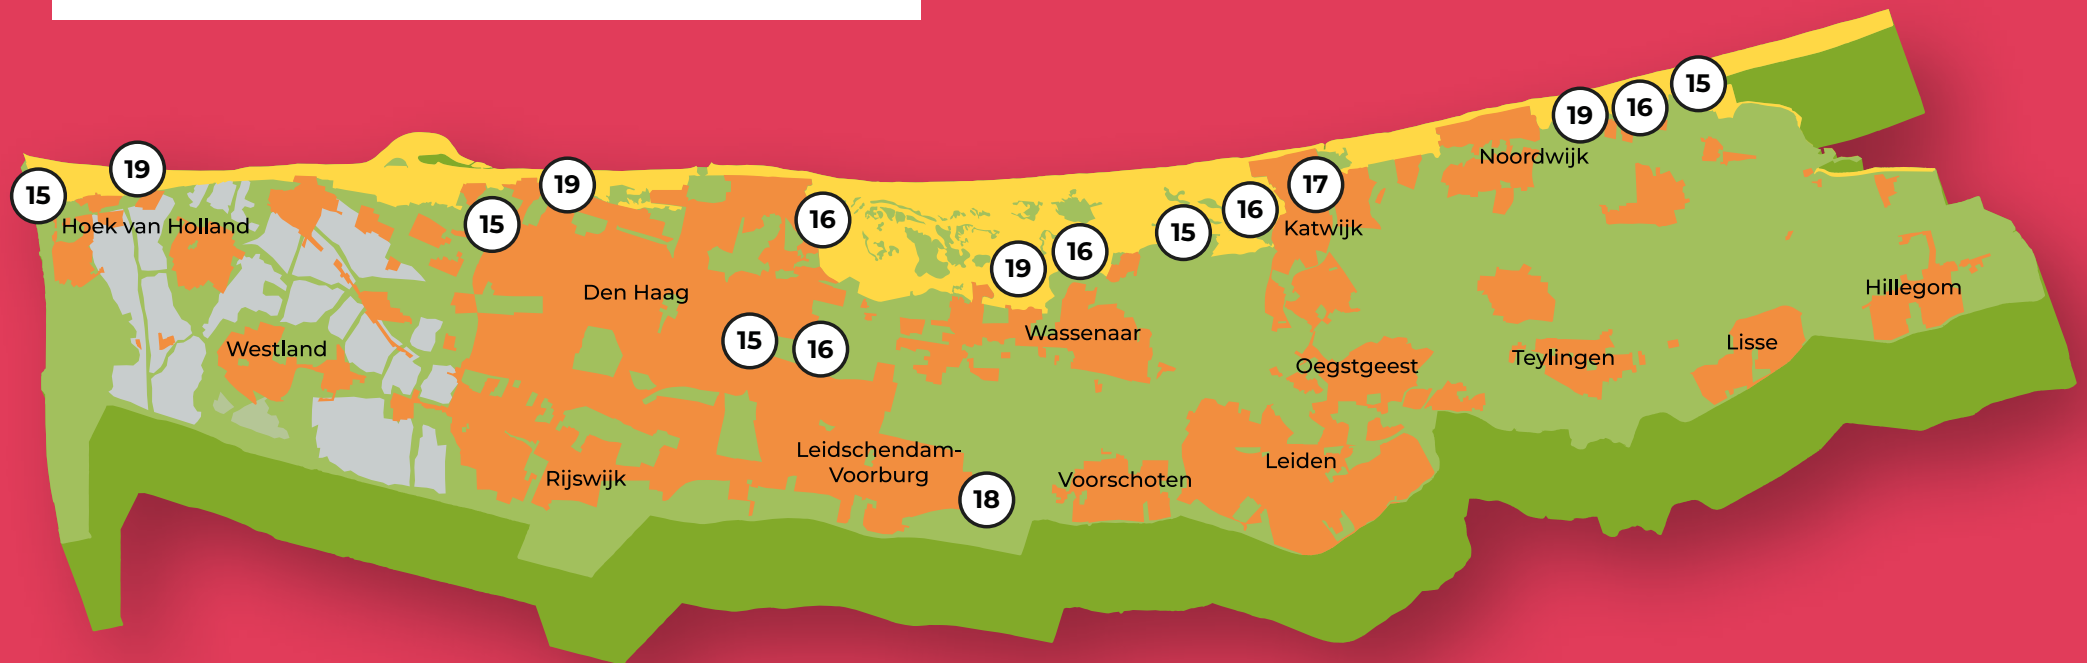 15
19
16
15
19
15
19
16
17
Noordwijk
15
16
15
16
19
Hoek van Holland
Katwijk
Den Haag
Hillegom
15
16
Wassenaar
Westland
Lisse
Teylingen
Oegstgeest
Leidschendam-
Voorburg
Leiden
Rijswijk
Voorschoten
18